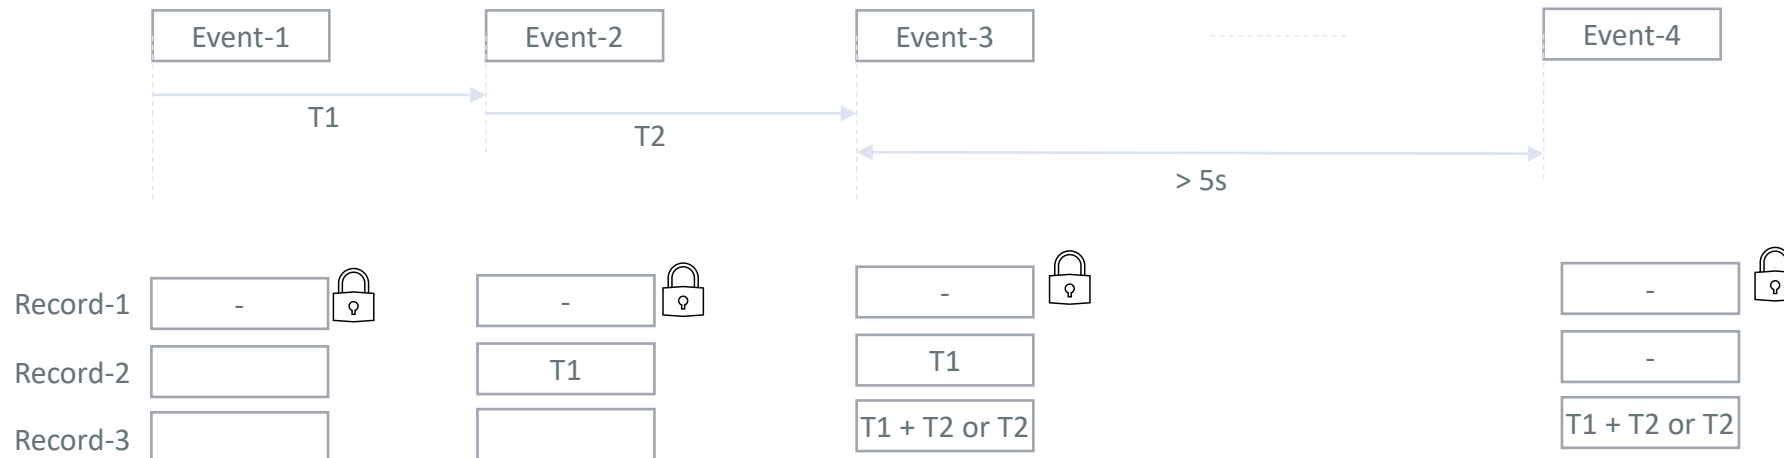 Event-1 Event-2 Event-3 Event-4
T1
T2
> 5s
Record-1 - - - -
Record-2 T1 T1 -
Record-3 T1 + T2 or T2 T1 + T2 or T2